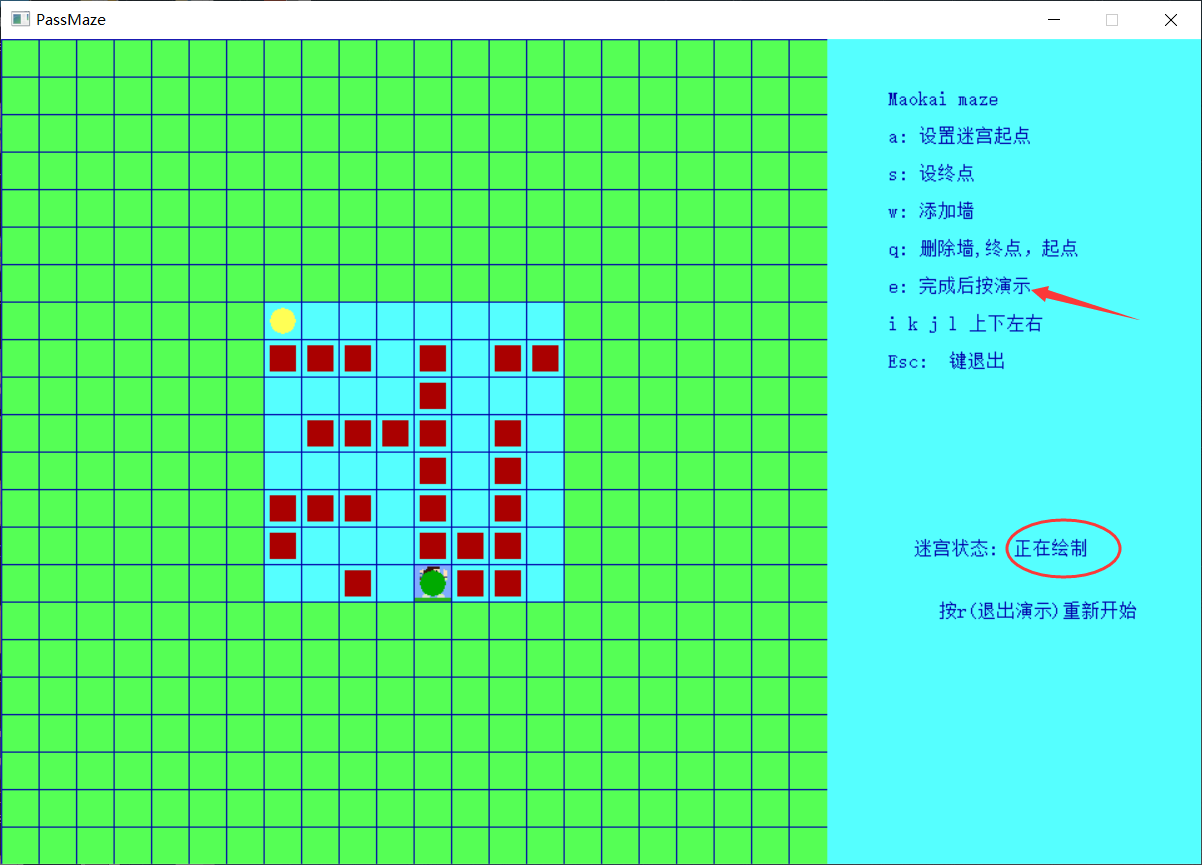 PassMaze
Maokai maze
a: 设置迷宫起点
s: 设终点
w: 添加墙
q: 删除墙,终点，起点
e: 完成后按演示
i k j l 上下左右
Esc: 键退出
迷宫状态: 正在绘制
按r(退出演示)重新开始